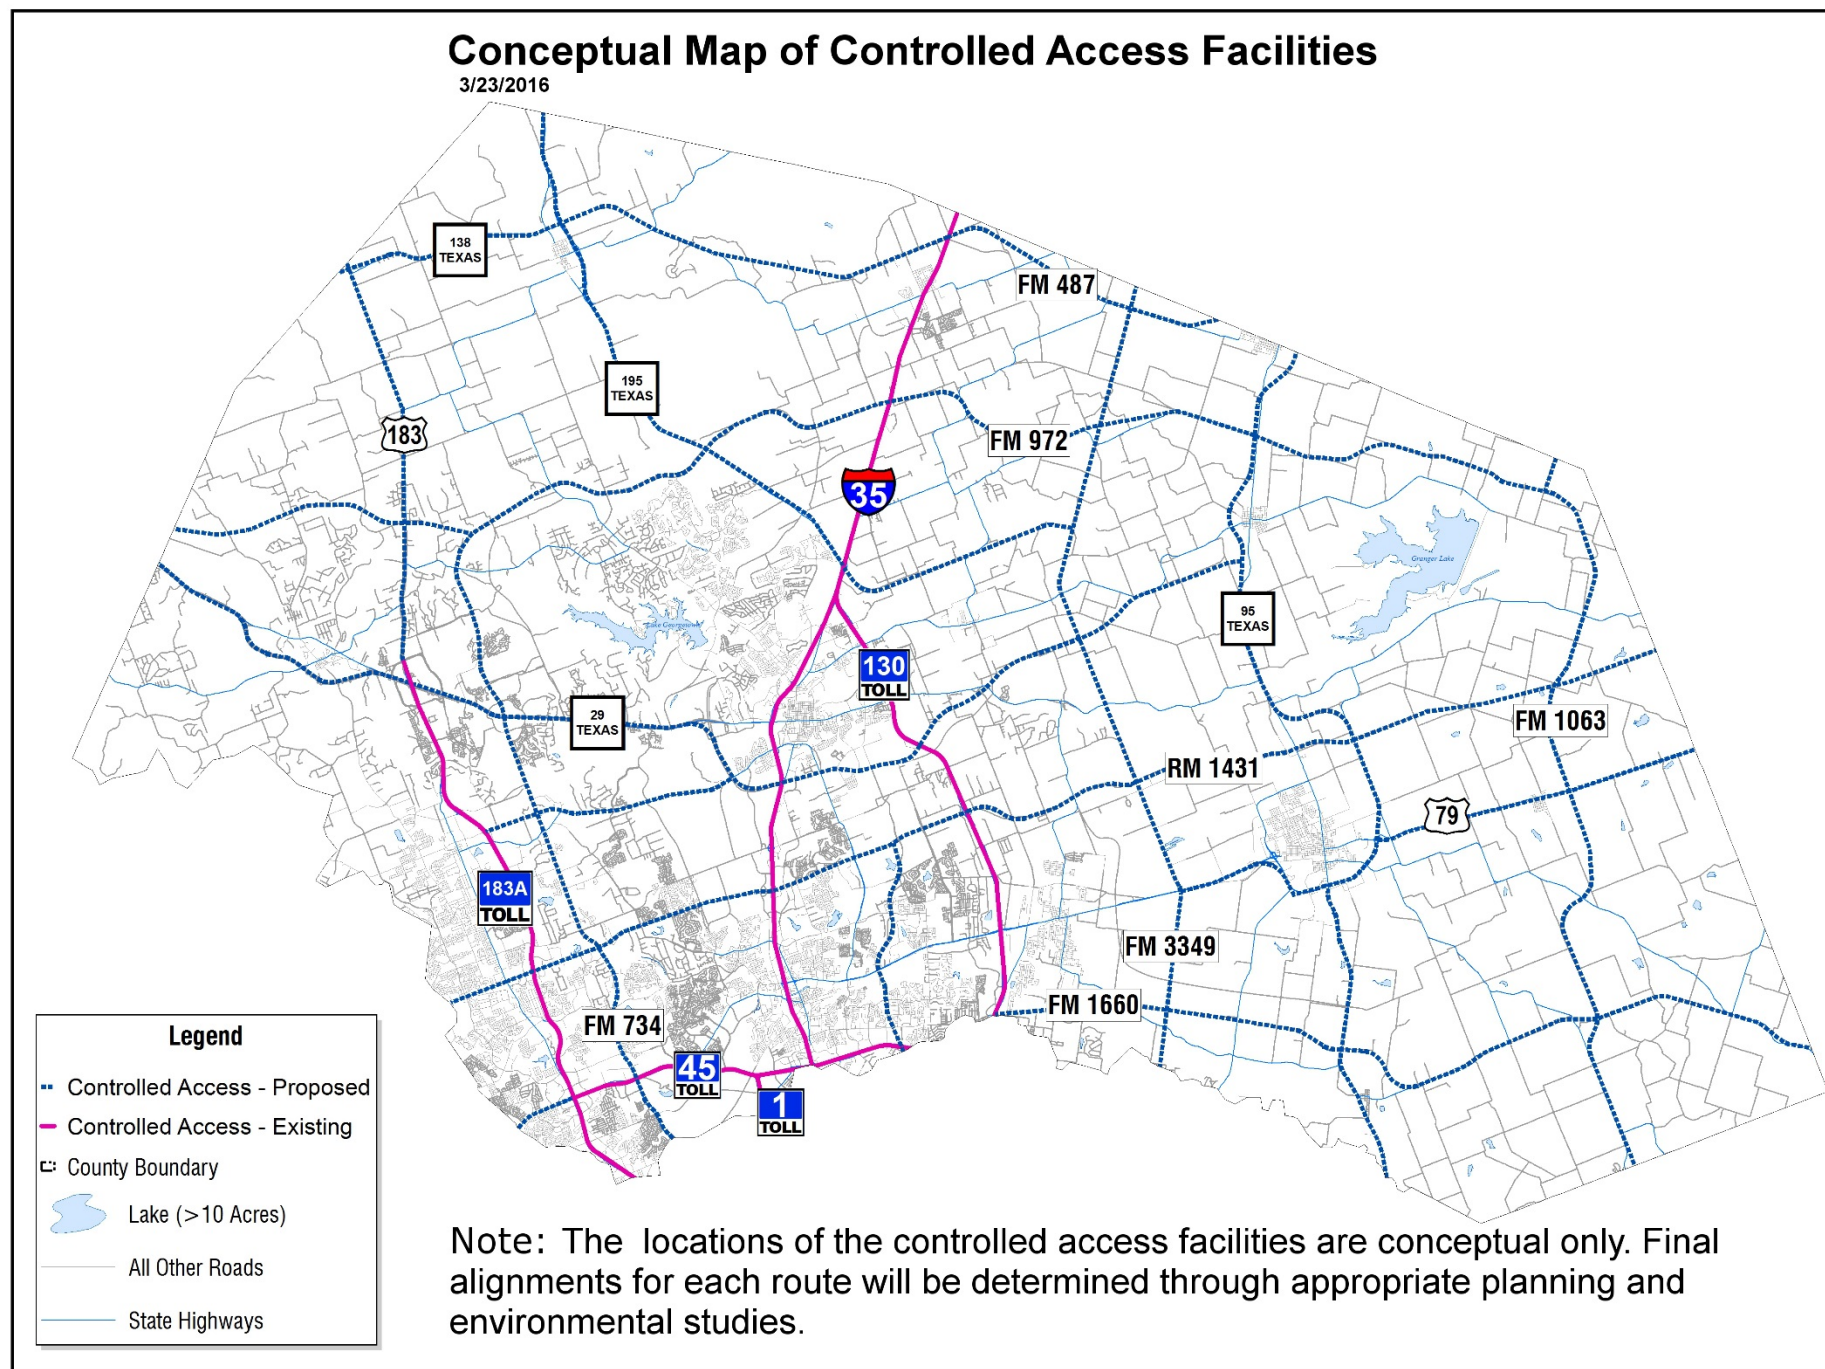 Conceptual Map of Controlled Access Facilities
3/23/2016
138
TEXAS
FM 487
195
TEXAS
183
FM 972
35
Granger Lake
Lake Georgetown
95
TEXAS
130
TOLL
29
TEXAS
FM 1063
RM 1431
79
183A
TOLL
FM 3349
FM 1660
FM 734
45
TOLL
1
TOLL
Legend
Controlled Access - Proposed
Controlled Access - Existing
County Boundary
Lake (>10 Acres)
All Other Roads
State Highways
Note: The locations of the controlled access facilities are conceptual only. Final
alignments for each route will be determined through appropriate planning and
environmental studies.